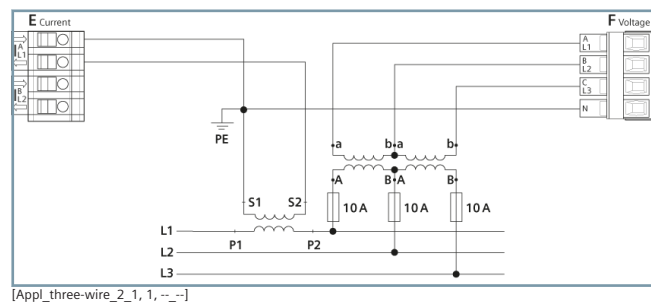 E Current
F Voltage
A
L1
B
L2
A
L1
B
L2
C
L3
N
PE
a
b
a
b
A
B
A
B
S1
S2
10 A
10 A
10 A
L1
P1
P2
L2
L3
[Appl_three-wire_2_1, 1, --_--]